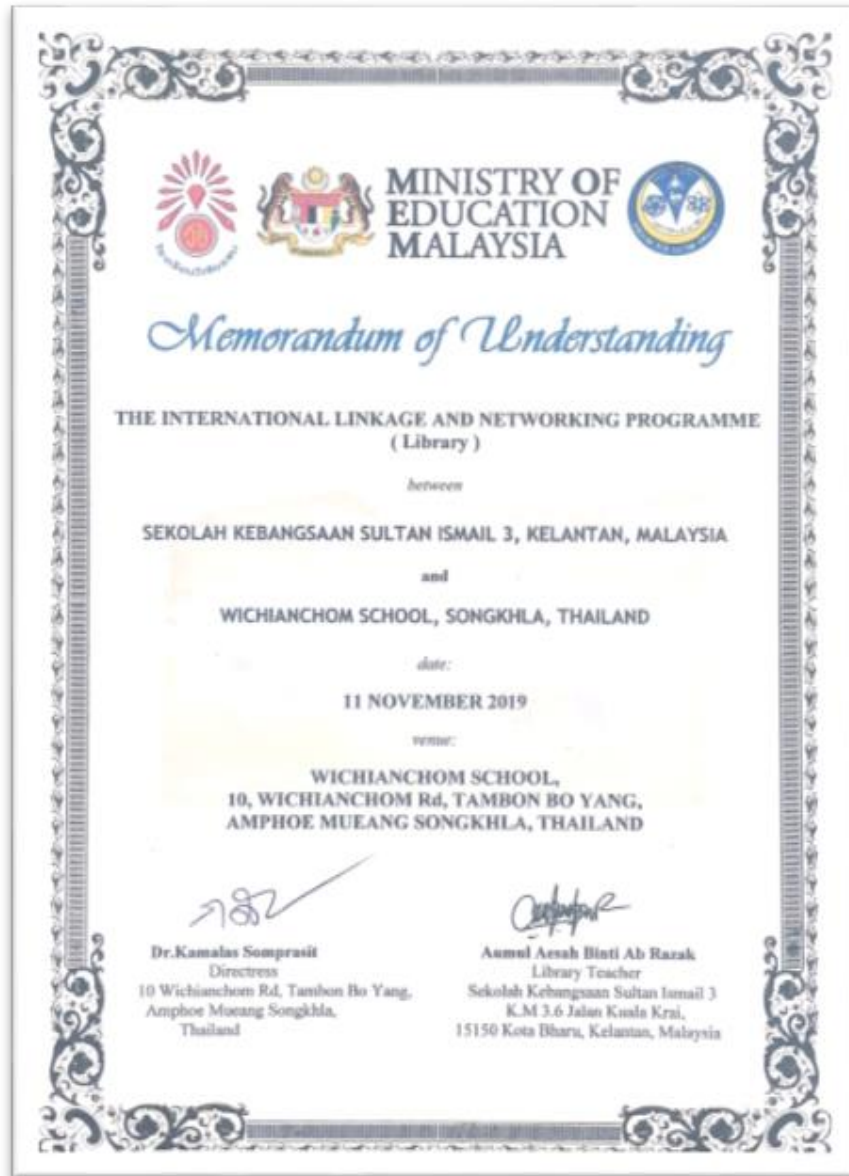 MINISTRY OF
EDUCATION
MALAYSIA
Memorandum of Understanding
THE INTERNATIONAL LINKAGE AND NETWORKING PROGRAMME
( Library )
between
SEKOLAH KEBANGSAAN SULTAN ISMAIL 3, KELANTAN, MALAYSIA
and
WICHIANCHOM SCHOOL, SONGKHLA, THAILAND
date:
11 NOVEMBER 2019
venue:
WICHIANCHOM SCHOOL,
10, WICHIANCHOM Rd, TAMBON BO YANG,
AMPHOE MUEANG SONGKHLA, THAILAND
Dr.Kamalas Somprasit
Directress
10 Wichianchom Rd, Tambon Bo Yang,
Amphoe Mueang Songkhla,
Thailand
Asmul Aesah Binti Ab Razak
Library Teacher
Sekolah Kebangsaan Sultan Ismail 3
K.M 3.6 Jalan Kuala Krai,
15150 Kota Bharu, Kelantan, Malaysia